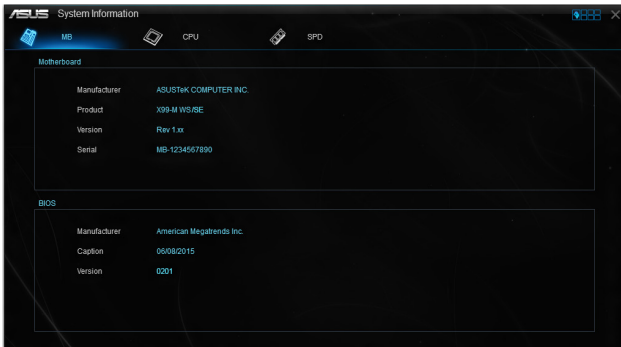 ASUS System Information
MB CPU SPD
Motherboard
Manufacturer ASUSTeK COMPUTER INC.
Product X99-M WS/SE
Version Rev 1.xx
Serial MB-1234567890
BIOS
Manufacturer American Megatrends Inc.
Caption 06/08/2015
Version 0201